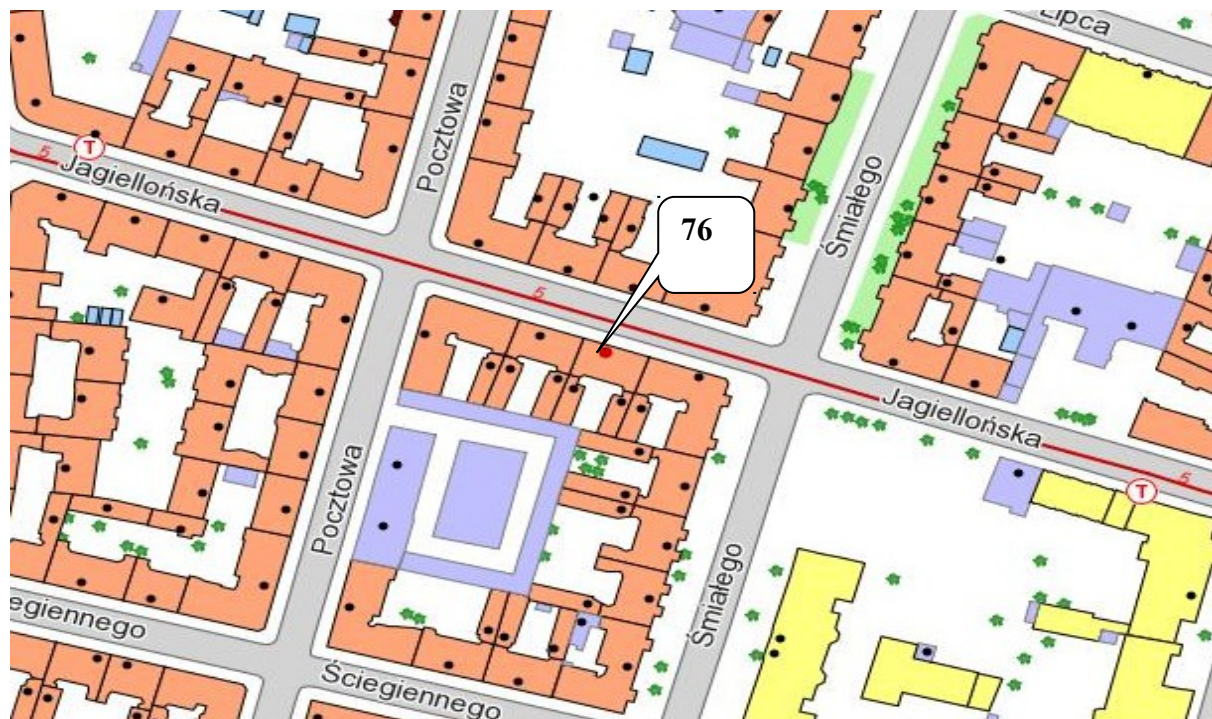 Lipca
Pocztowa
T
5
Jagiellońska
76
Śmiałego
5
Jagiellońska
5
T
Pocztowa
Śmiałego
egiennego
Ściegiennego